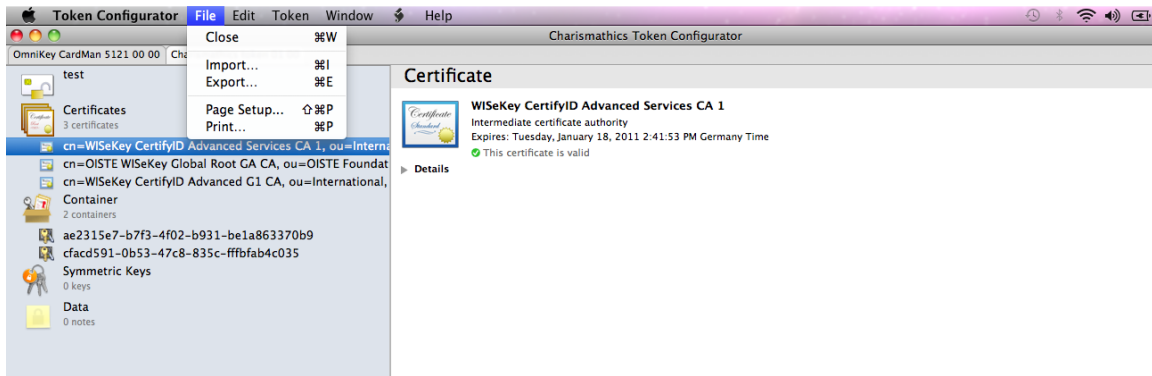 Token Configurator File Edit Token Window Help
Close ⌘W
Import... ⌘I
Export... ⌘E
Page Setup... ⇧⌘P
Print... ⌘P
Charismathics Token Configurator
OmniKey CardMan 5121 00 00 Cha
test
Certificates
3 certificates
cn=WISeKey CertifyID Advanced Services CA 1, ou=Interna
cn=OISTE WISeKey Global Root GA CA, ou=OISTE Foundat
cn=WISeKey CertifyID Advanced G1 CA, ou=International,
Container
2 containers
ae2315e7-b7f3-4f02-b931-be1a863370b9
cfacd591-0b53-47c8-835c-fffbfab4c035
Symmetric Keys
0 keys
Data
0 notes
Certificate
Certificate
Standard
WISeKey CertifyID Advanced Services CA 1
Intermediate certificate authority
Expires: Tuesday, January 18, 2011 2:41:53 PM Germany Time
This certificate is valid
Details